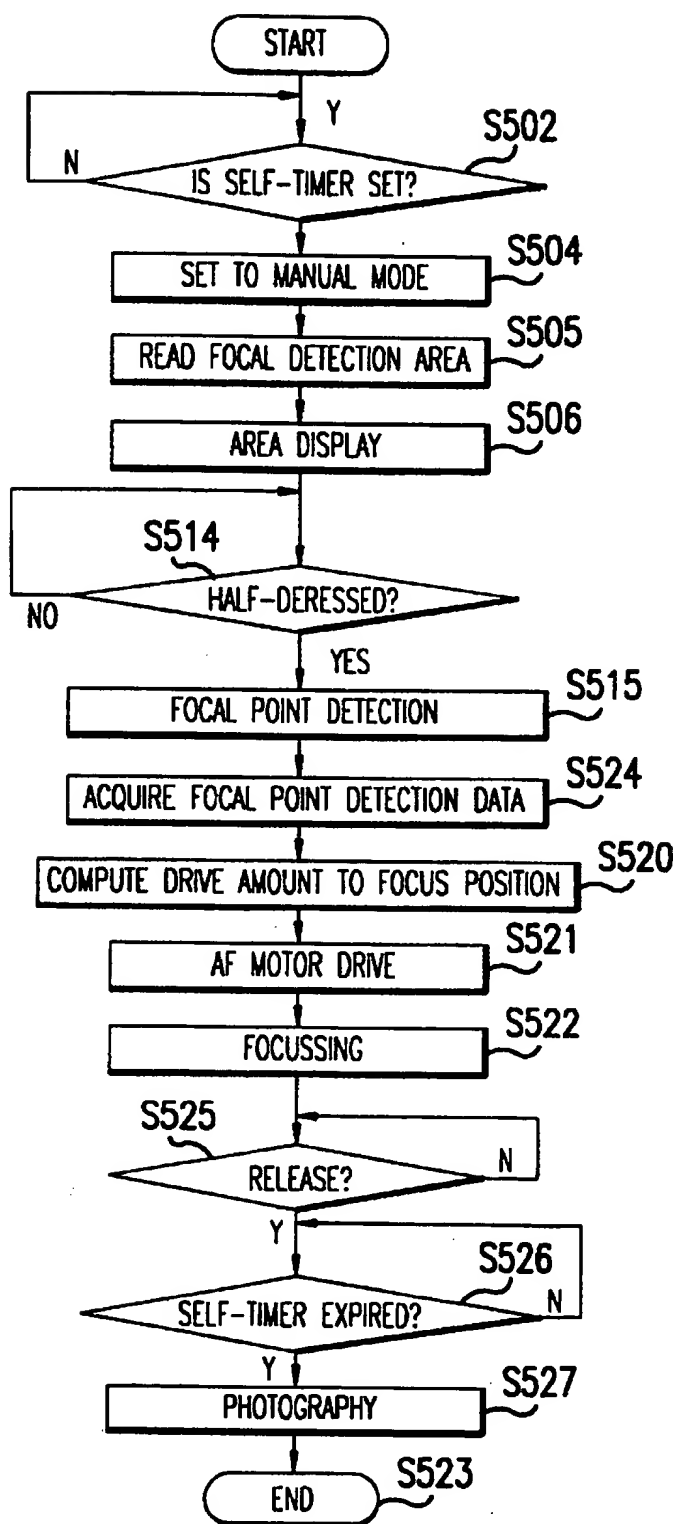 START
Y
S502
N
IS SELF-TIMER SET?
S504
SET TO MANUAL MODE
S505
READ FOCAL DETECTION AREA
S506
AREA DISPLAY
S514
HALF-DERESSED?
NO
YES
S515
FOCAL POINT DETECTION
S524
ACQUIRE FOCAL POINT DETECTION DATA
S520
COMPUTE DRIVE AMOUNT TO FOCUS POSITION
S521
AF MOTOR DRIVE
S522
FOCUSSING
S525
RELEASE?
N
Y
S526
SELF-TIMER EXPIRED?
N
Y
S527
PHOTOGRAPHY
S523
END